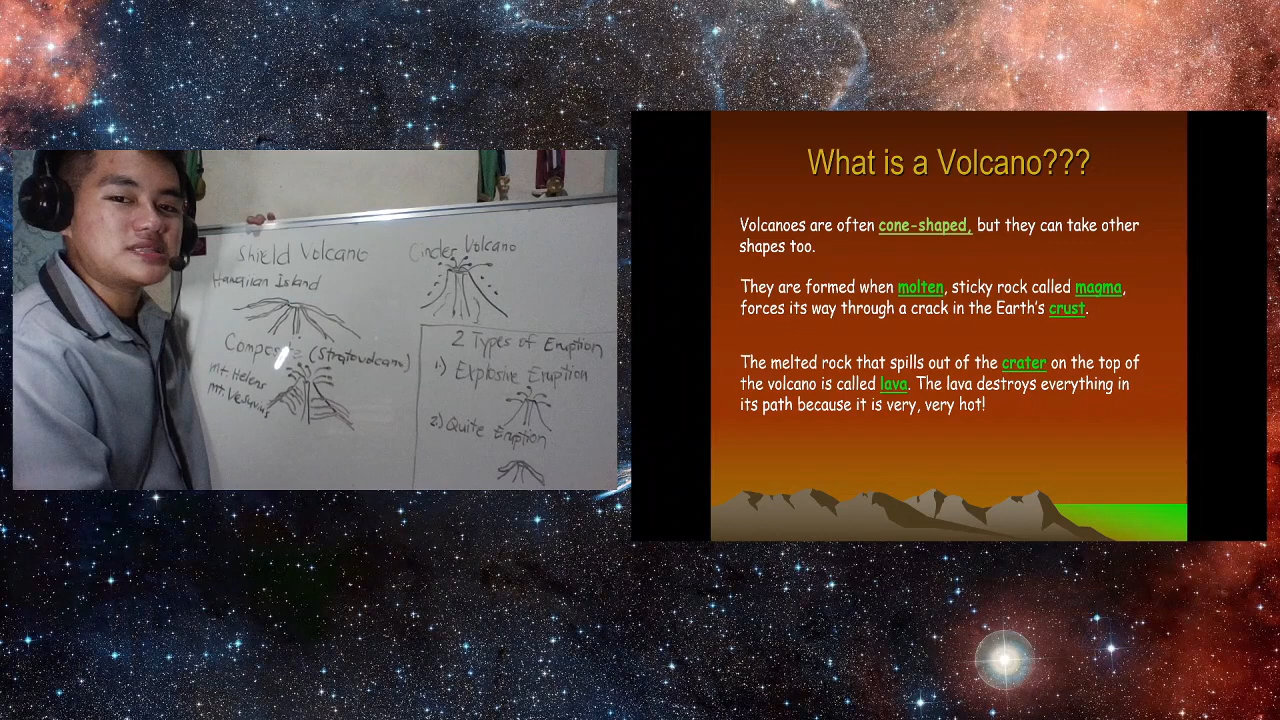 Shield Volcano
Hawaiian Island
Composite (Stratovolcano)
mt. Helens
mt. Vesuvius
Cinder Volcano
2 Types of Eruption
1) Explosive Eruption
2) Quite Eruption
What is a Volcano???
Volcanoes are often cone-shaped, but they can take other
shapes too.
They are formed when molten, sticky rock called magma,
forces its way through a crack in the Earth's crust.
The melted rock that spills out of the crater on the top of
the volcano is called lava. The lava destroys everything in
its path because it is very, very hot!